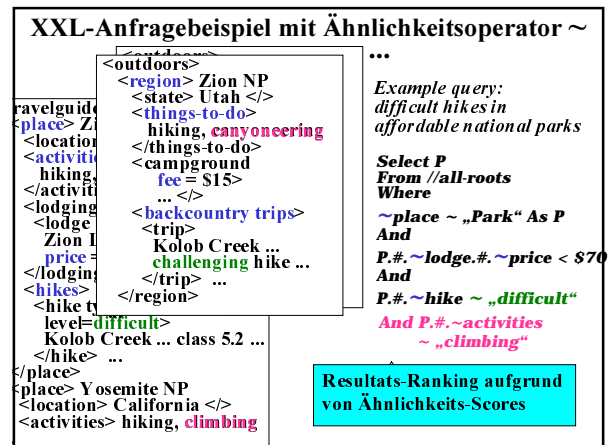 XXL-Anfragebeispiel mit Ähnlichkeitsoperator ~
<outdoors>
...
<outdoors>
<region> Zion NP
<state> Utah </>
<things-to-do>
hiking, canyoneering
</things-to-do>
<campground
fee = $15>
... </>
<backcountry trips>
<trip>
Kolob Creek ...
challenging hike ...
</trip> ...
</region>
<place>
<location
hiking,
<lodging
<lodge
Zion
price =
</lodging
<hikes>
<hike
level=difficult>
Kolob Creek ... class 5.2 ...
</hike> ...
</place>
<place> Yosemite NP
<location> California </>
<activities> hiking, climbing
Example query:
difficult hikes in
affordable national parks
Select P
From //all-roots
Where
~place ~ „Park“ As P
And
P.#.~lodge.#.~price < $70
And
P.#.~hike ~ „difficult“
And P.#.~activities
~ „climbing“
Resultats-Ranking aufgrund
von Ähnlichkeits-Scores